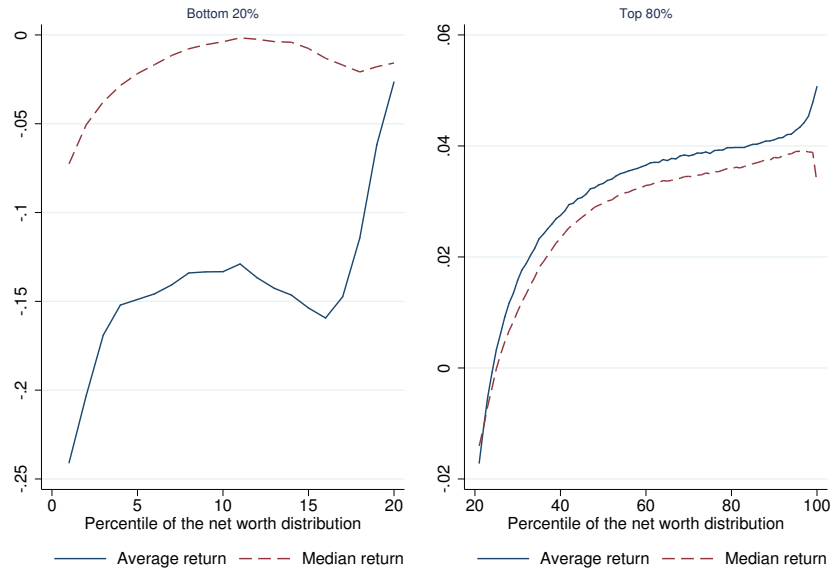 Bottom 20%
0
-.05
-.1
-.15
-.2
-.25
0 5 10 15 20
Percentile of the net worth distribution
Average return Median return
Top 80%
.06
.04
.02
0
-.02
20 40 60 80 100
Percentile of the net worth distribution
Average return Median return